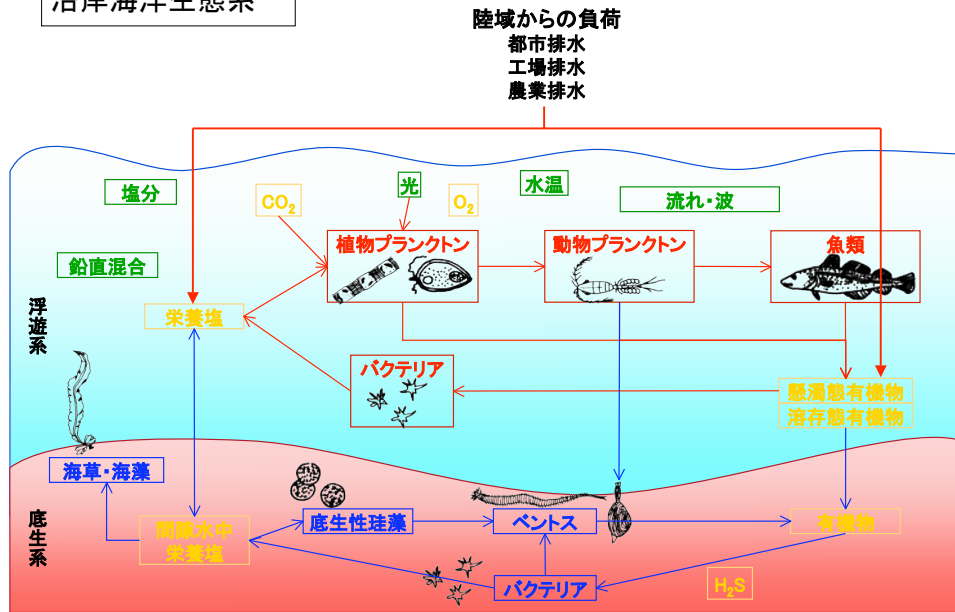 沿岸海洋生態系
陸域からの負荷
都市排水
工場排水
農業排水
塩分
CO₂
光
O₂
水温
流れ・波
鉛直混合
植物プランクトン
動物プランクトン
魚類
浮遊系
栄養塩
バクテリア
懸濁態有機物
溶存態有機物
海草・海藻
底生系
間隙水中
栄養塩
底生性珪藻
ベントス
有機物
バクテリア
H₂S